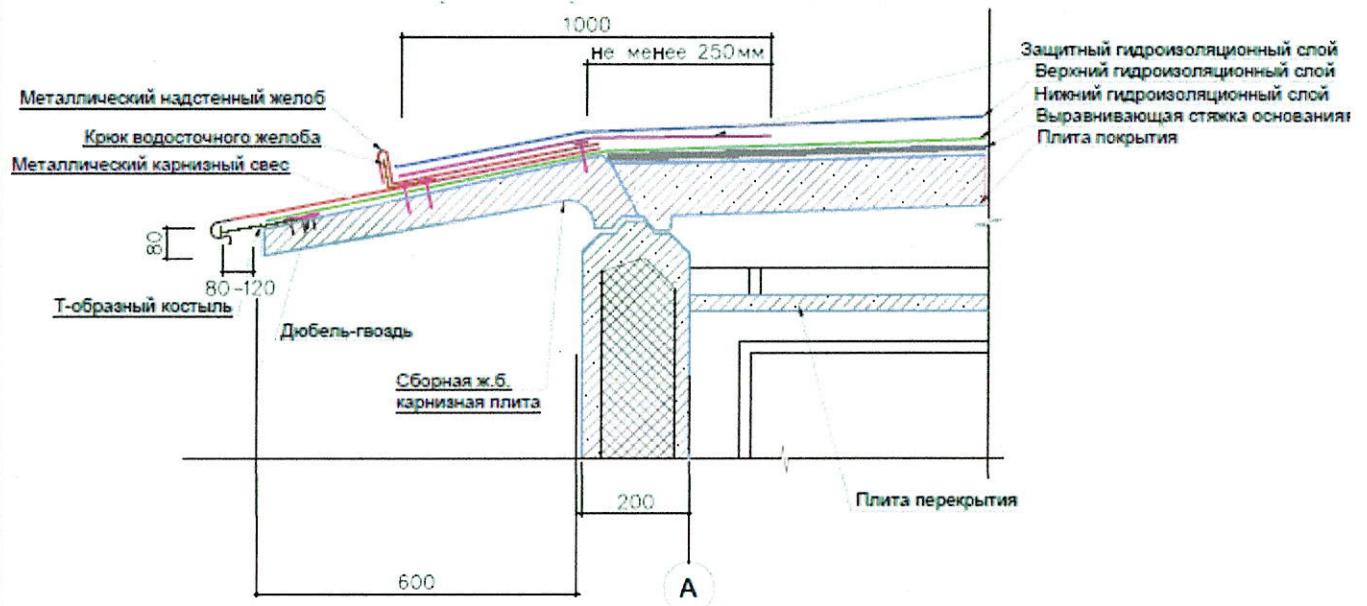 1000
не менее 250мм
Защитный гидроизоляционный слой
Верхний гидроизоляционный слой
Нижний гидроизоляционный слой
Выравнивающая стяжка основания
Плита покрытия
Металлический надстенный желоб
Крюк водосточного желоба
Металлический карнизный свес
80
80-120
Т-образный костыль
Дюбель-гвоздь
Сборная ж.б.
карнизная плита
Плита перекрытия
200
600
А